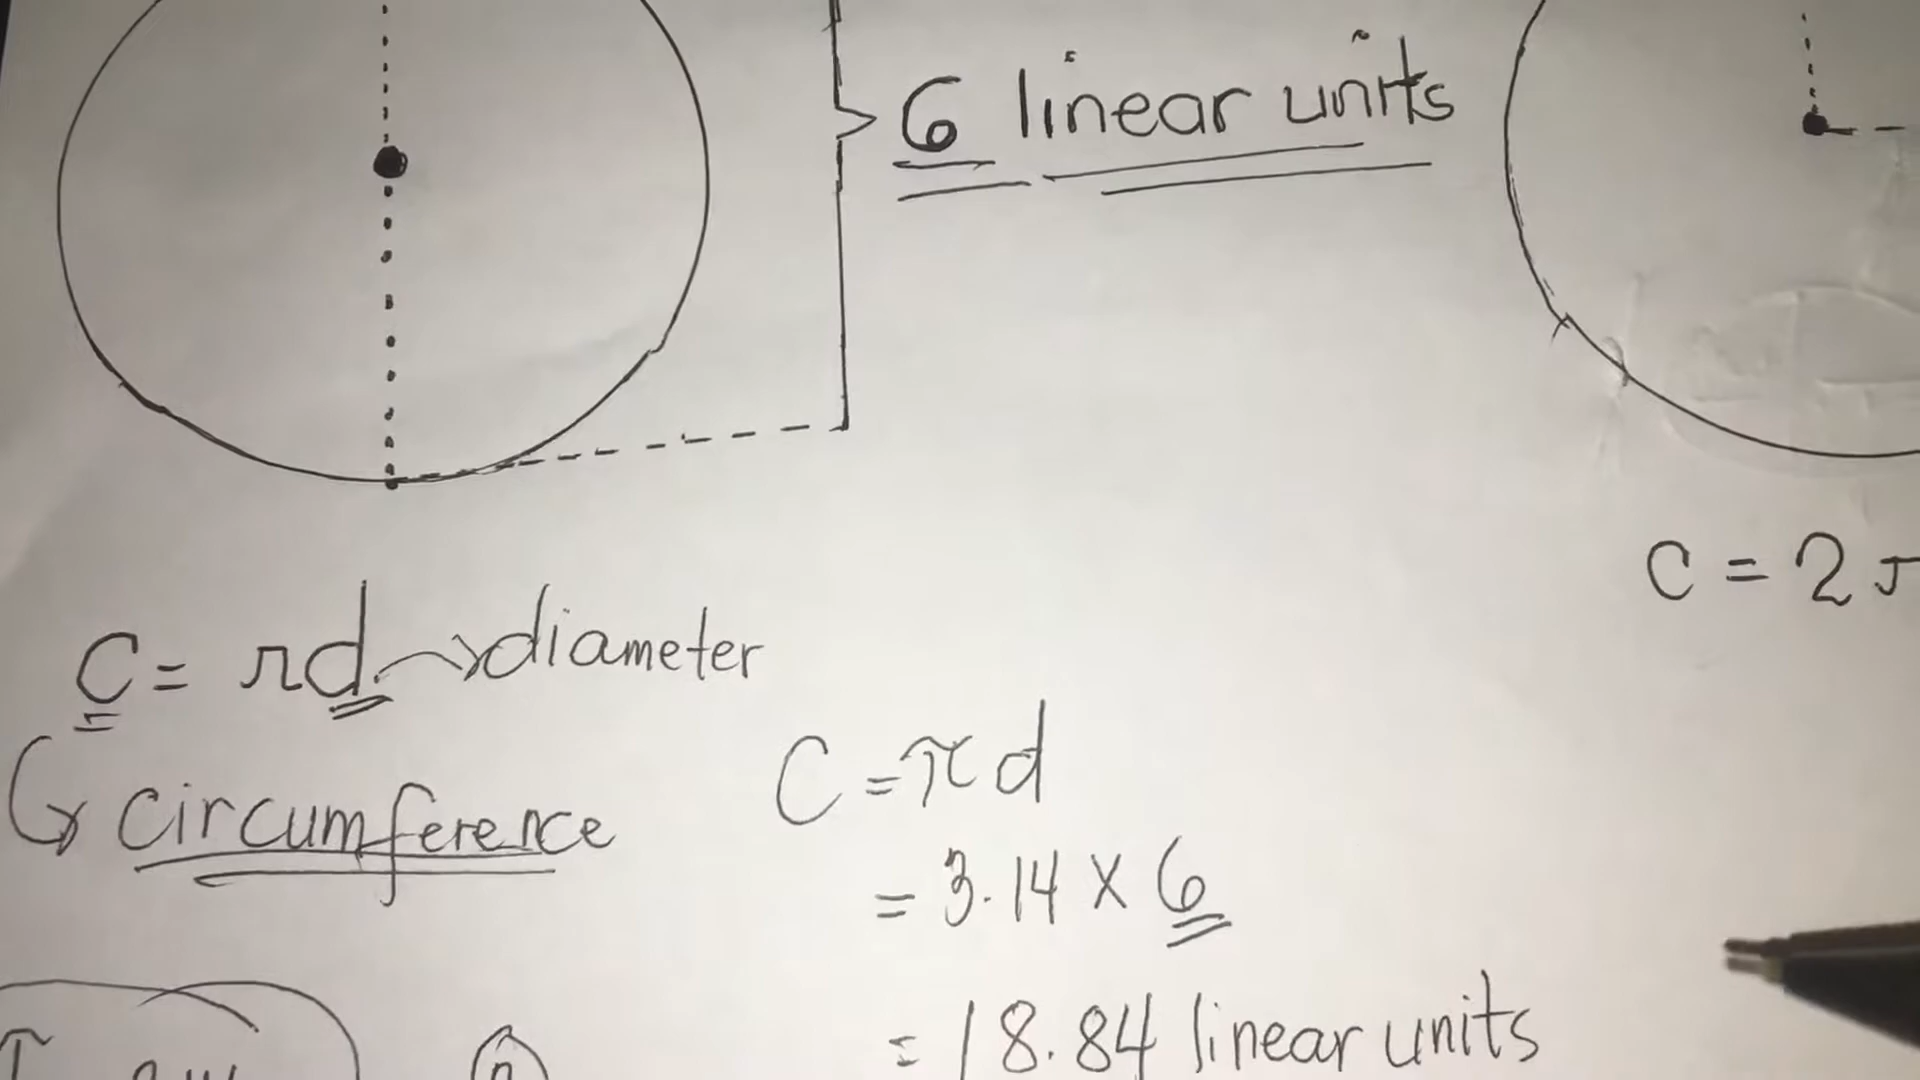 6 linear units
C = 2
C = πd → diameter
circumference
C = πd
= 3.14 × 6
= 18.84 linear units